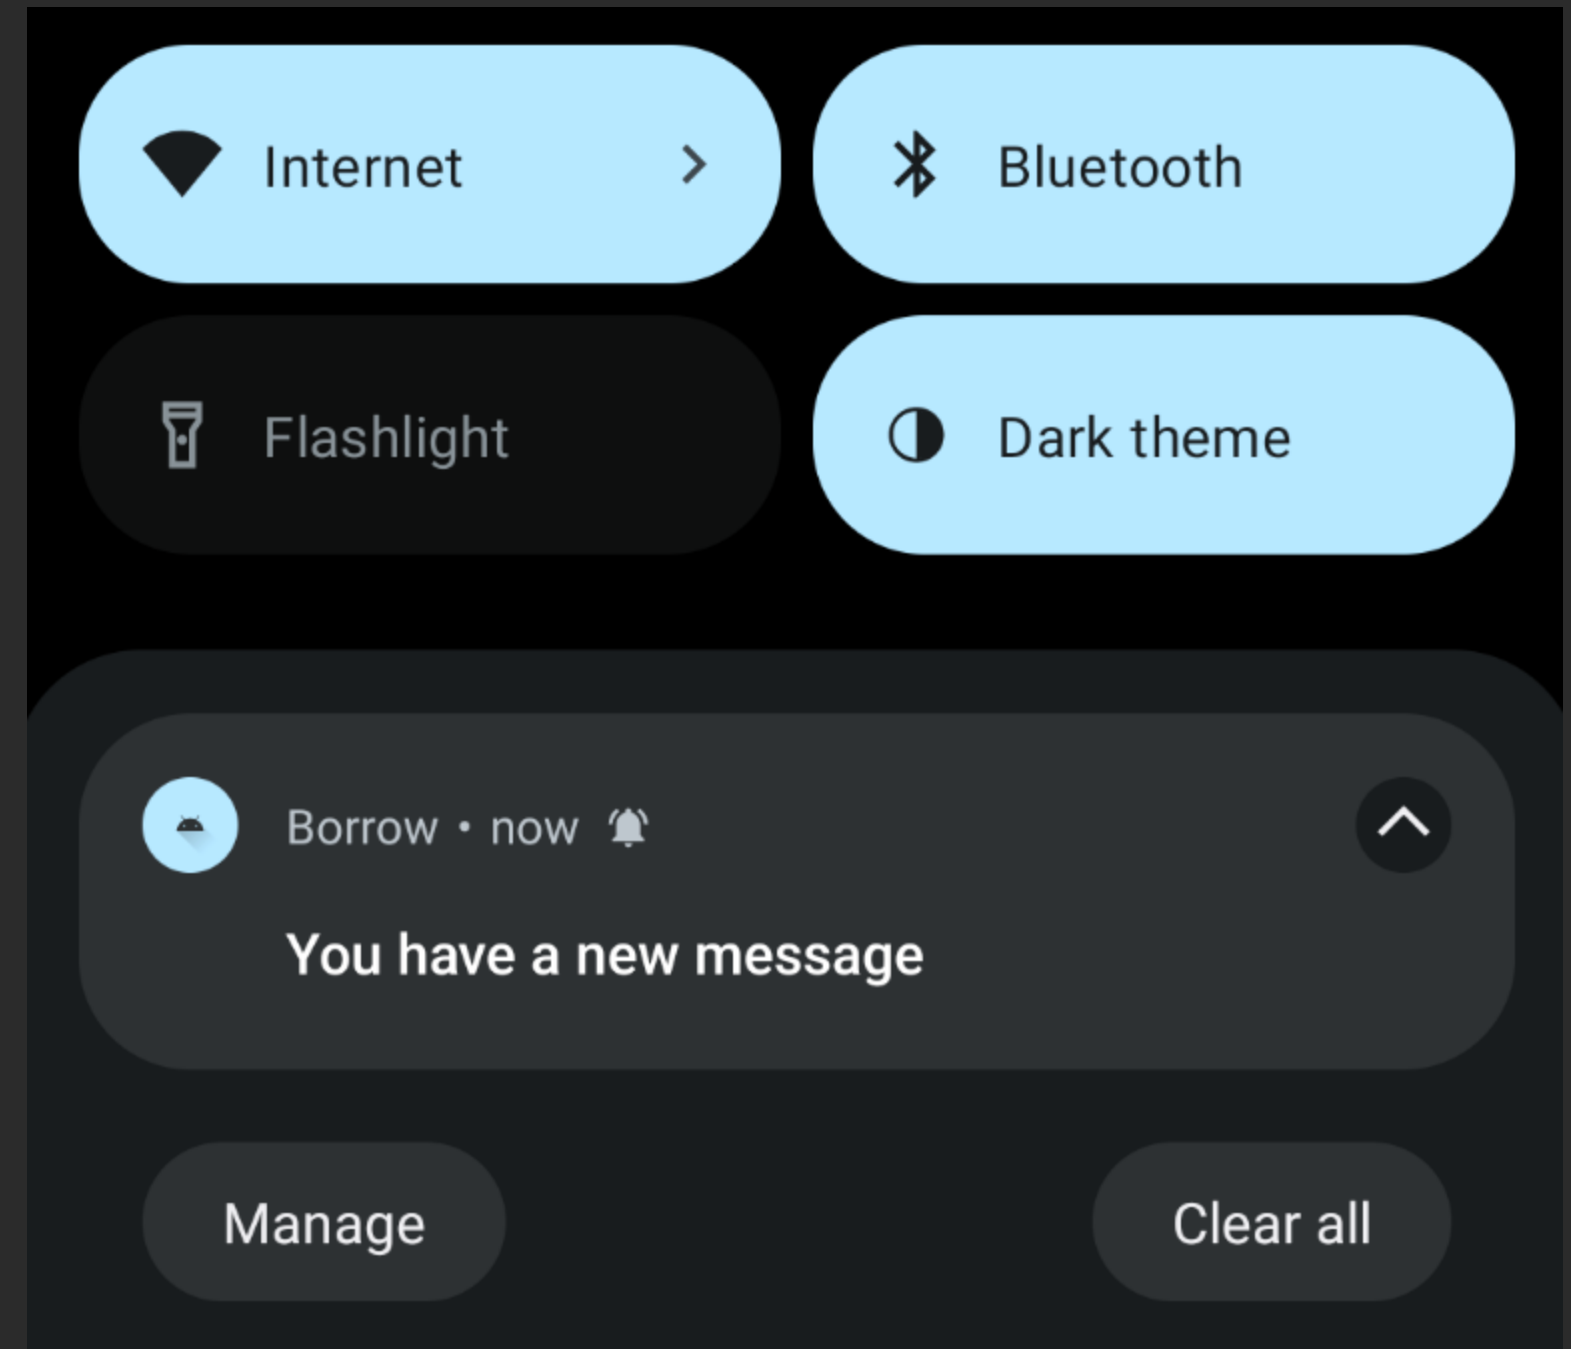 Internet
Bluetooth
Flashlight
Dark theme
Borrow • now
You have a new message
Manage
Clear all